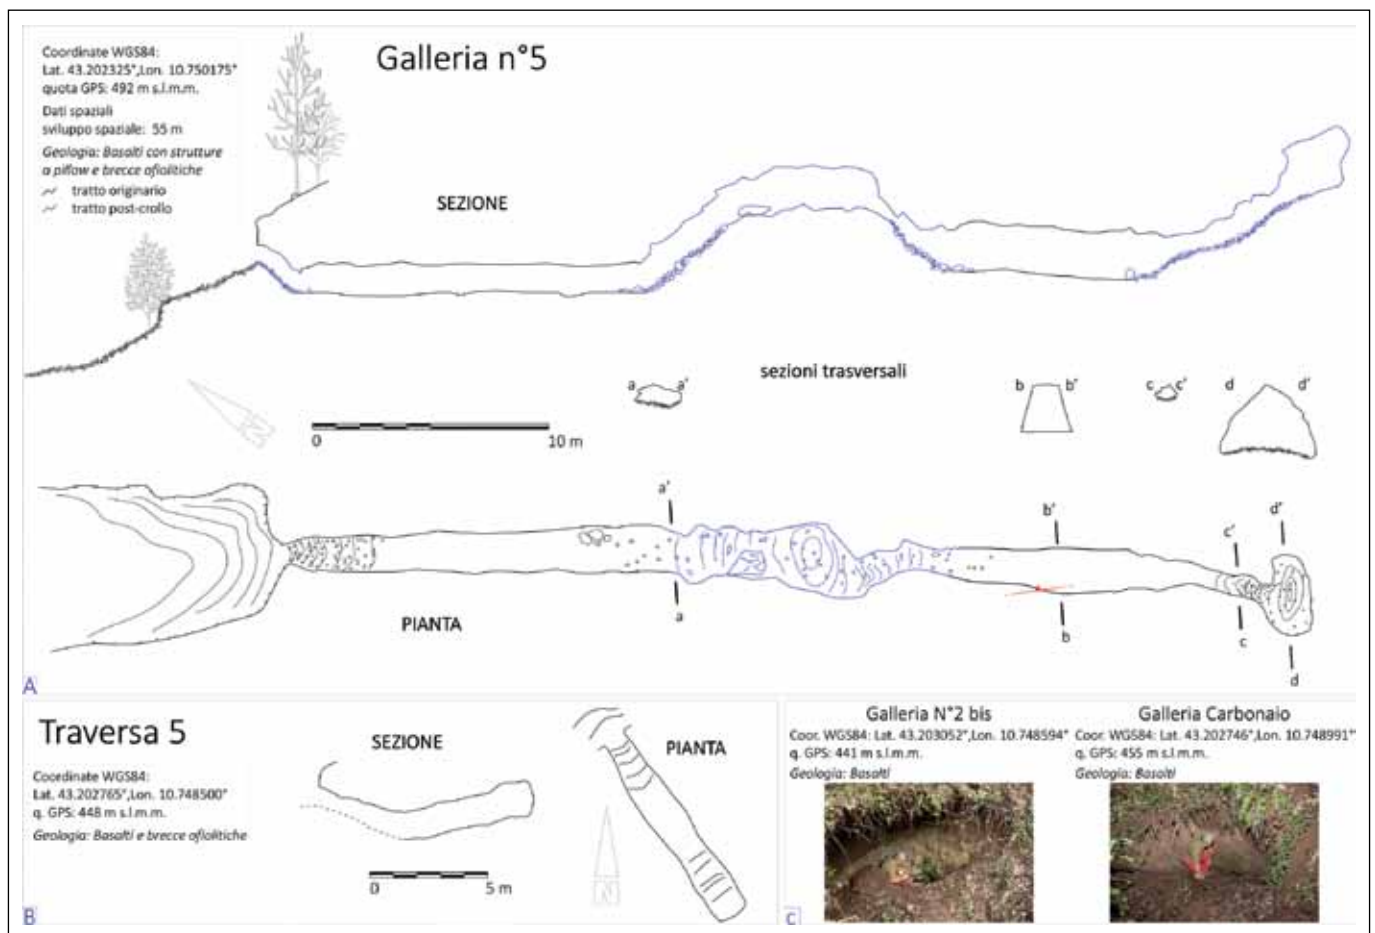 Coordinate WGS84:
Lat. 43.202325°,Lon. 10.750175°
quota GPS: 492 m s.l.m.m.
Dati spaziali
sviluppo spaziale: 55 m
Geologia: Basalti con strutture
a pillow e brecce ofiolitiche
tratto originario
tratto post-crollo
Galleria n°5
SEZIONE
sezioni trasversali
a a'
b b'
c c'
d d'
N
0 10 m
a'
b'
c'
d'
a
b
c
d
PIANTA
A
Traversa 5
Coordinate WGS84:
Lat. 43.202765°,Lon. 10.748500°
q. GPS: 448 m s.l.m.m.
Geologia: Basalti e brecce ofiolitiche
SEZIONE
PIANTA
0 5 m
N
B
Galleria N°2 bis
Coor. WGS84: Lat. 43.203052°,Lon. 10.748594°
q. GPS: 441 m s.l.m.m.
Geologia: Basalti
Galleria Carbonaio
Coor. WGS84: Lat. 43.202746°,Lon. 10.748991°
q. GPS: 455 m s.l.m.m.
Geologia: Basalti
C